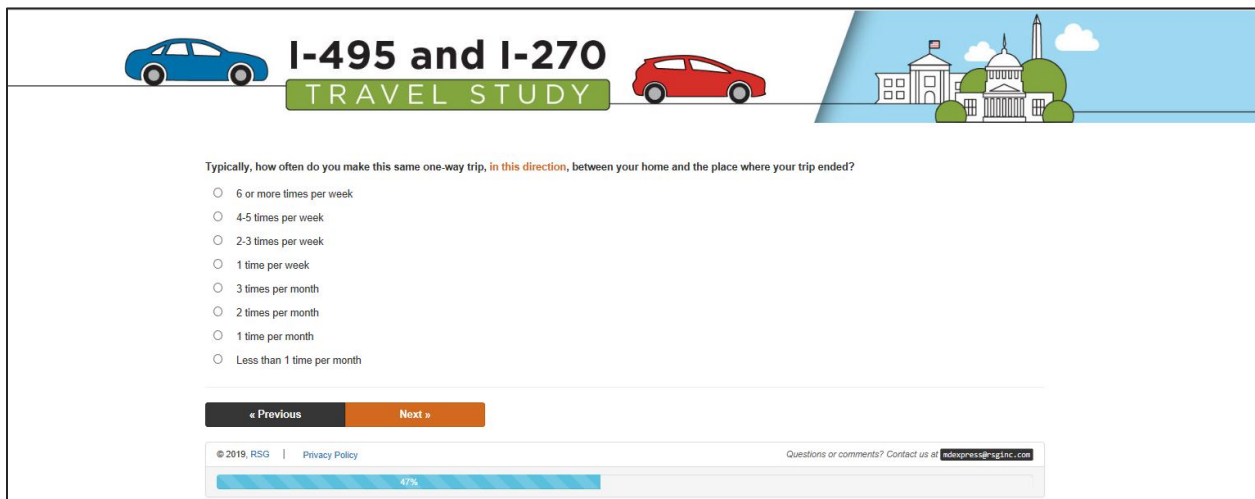 I-495 and I-270
TRAVEL STUDY
Typically, how often do you make this same one-way trip, in this direction, between your home and the place where your trip ended?
6 or more times per week
4-5 times per week
2-3 times per week
1 time per week
3 times per month
2 times per month
1 time per month
Less than 1 time per month
« Previous Next »
© 2019, RSG | Privacy Policy Questions or comments? Contact us at mdexpress@rsginc.com
47%